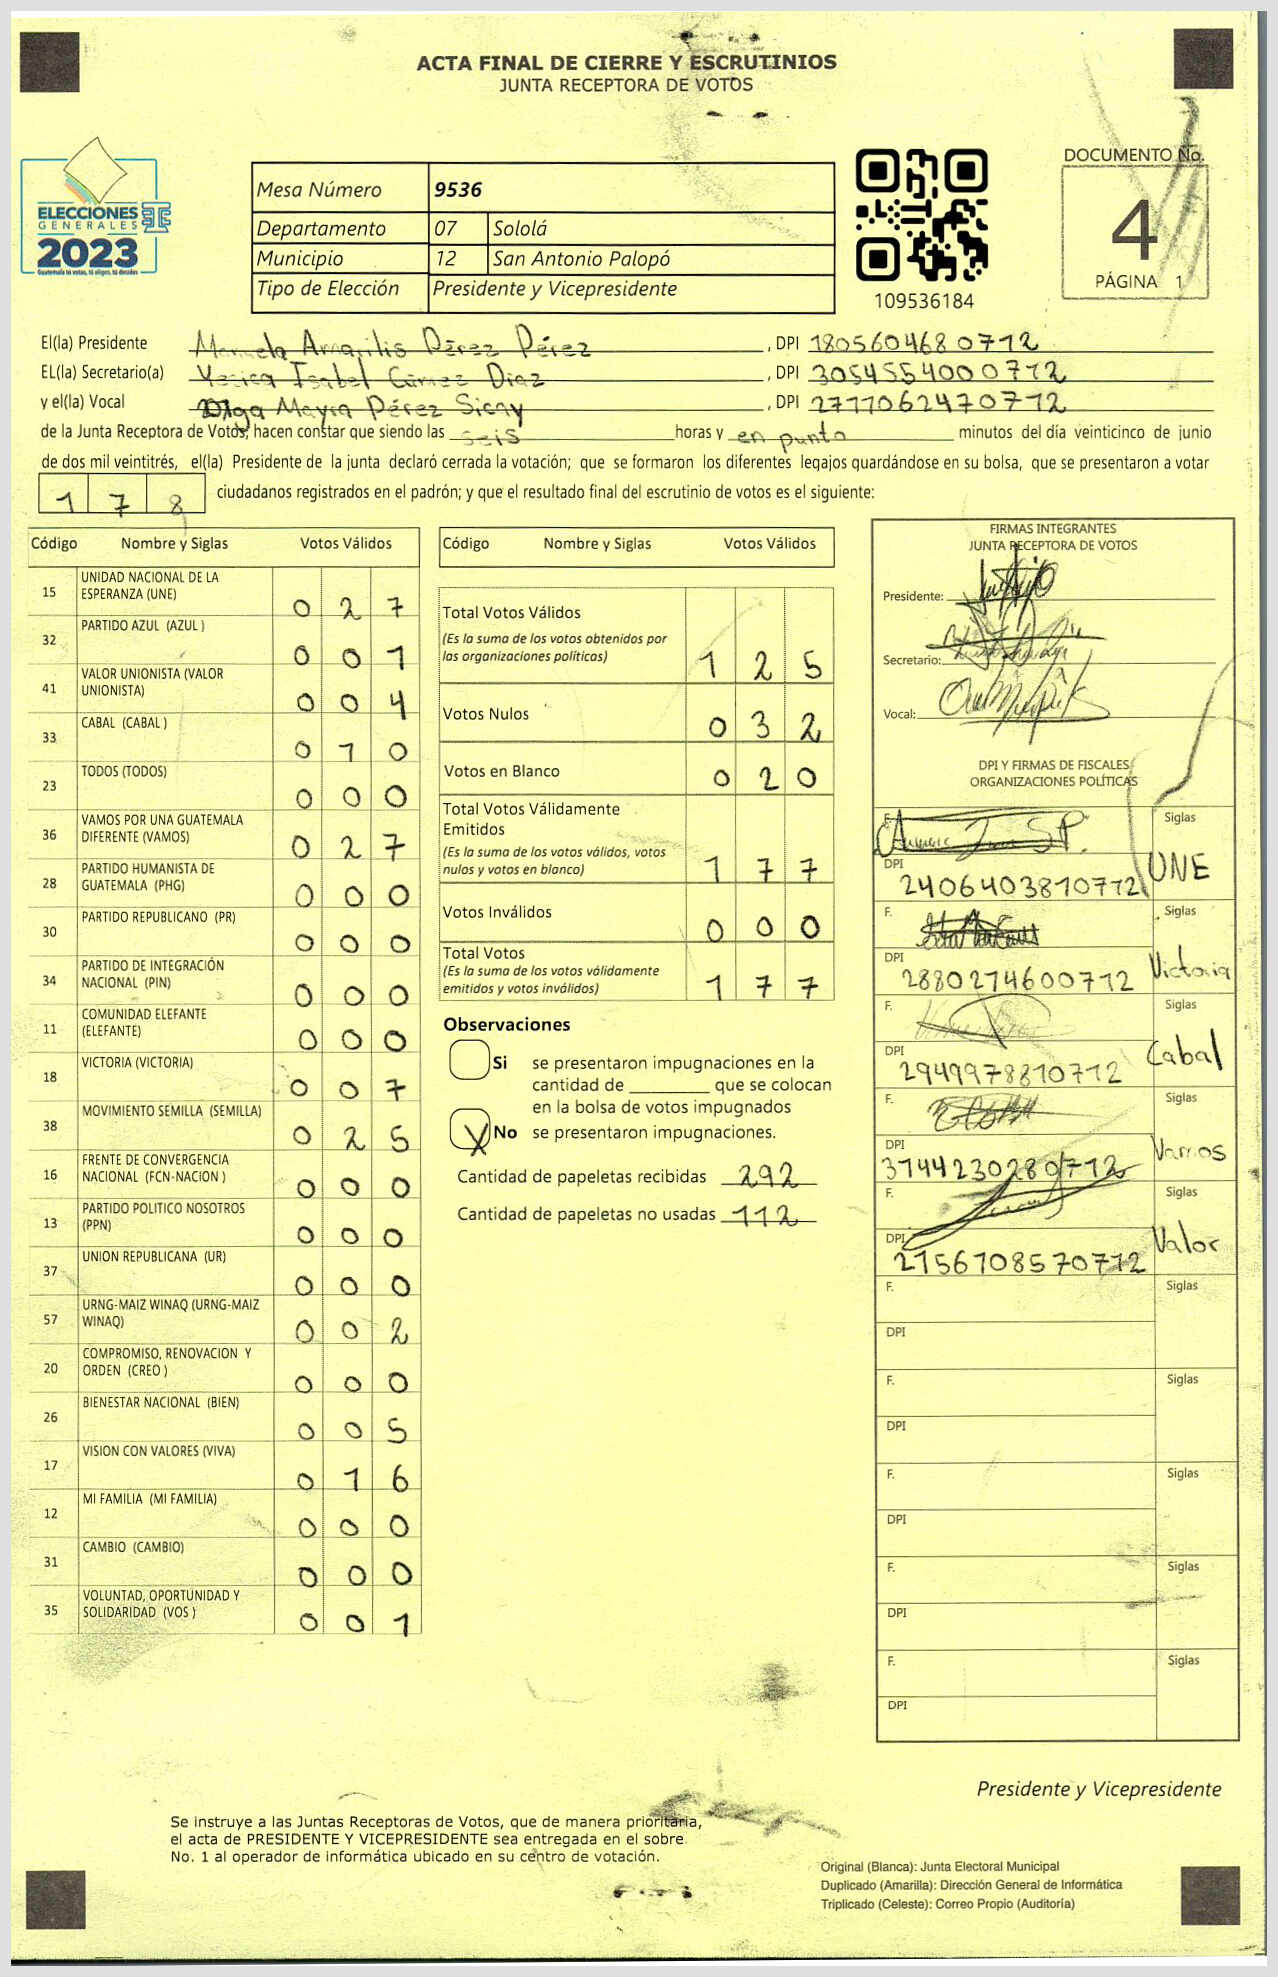 ACTA FINAL DE CIERRE Y ESCRUTINIOS
JUNTA RECEPTORA DE VOTOS
ELECCIONES
GENERALES
2023
Guatemala tú votas, tú eliges, tú decides
Mesa Número 9536
Departamento 07 Sololá
Municipio 12 San Antonio Palopó
Tipo de Elección Presidente y Vicepresidente
109536184
DOCUMENTO No.
4
PÁGINA 1
El(la) Presidente Manuela Amarilis Pérez Pérez, DPI 1805604680712
EL(la) Secretario(a) Yesica Isabel Gómez Diaz, DPI 3054554000712
y el(la) Vocal Olga Mayra Pérez Sicay, DPI 2717062470712
de la Junta Receptora de Votos, hacen constar que siendo las seis horas y en punto minutos del día veinticinco de junio
de dos mil veintitrés, el(la) Presidente de la junta declaró cerrada la votación; que se formaron los diferentes legajos quardándose en su bolsa, que se presentaron a votar
1 7 8 ciudadanos registrados en el padrón; y que el resultado final del escrutinio de votos es el siguiente:
Código Nombre y Siglas Votos Válidos
15 UNIDAD NACIONAL DE LA ESPERANZA (UNE) 0 2 7
32 PARTIDO AZUL (AZUL ) 0 0 1
41 VALOR UNIONISTA (VALOR UNIONISTA) 0 0 4
33 CABAL (CABAL ) 0 1 0
23 TODOS (TODOS) 0 0 0
36 VAMOS POR UNA GUATEMALA DIFERENTE (VAMOS) 0 2 7
28 PARTIDO HUMANISTA DE GUATEMALA (PHG) 0 0 0
30 PARTIDO REPUBLICANO (PR) 0 0 0
34 PARTIDO DE INTEGRACIÓN NACIONAL (PIN) 0 0 0
11 COMUNIDAD ELEFANTE (ELEFANTE) 0 0 0
18 VICTORIA (VICTORIA) 0 0 7
38 MOVIMIENTO SEMILLA (SEMILLA) 0 2 5
16 FRENTE DE CONVERGENCIA NACIONAL (FCN-NACION ) 0 0 0
13 PARTIDO POLITICO NOSOTROS (PPN) 0 0 0
37 UNION REPUBLICANA (UR) 0 0 0
57 URNG-MAIZ WINAQ (URNG-MAIZ WINAQ) 0 0 2
20 COMPROMISO, RENOVACION Y ORDEN (CREO ) 0 0 0
26 BIENESTAR NACIONAL (BIEN) 0 0 5
17 VISION CON VALORES (VIVA) 0 1 6
12 MI FAMILIA (MI FAMILIA) 0 0 0
31 CAMBIO (CAMBIO) 0 0 0
35 VOLUNTAD, OPORTUNIDAD Y SOLIDARIDAD (VOS ) 0 0 1
Código Nombre y Siglas Votos Válidos
Total Votos Válidos
(Es la suma de los votos obtenidos por
las organizaciones políticas) 1 2 5
Votos Nulos 0 3 2
Votos en Blanco 0 2 0
Total Votos Válidamente
Emitidos
(Es la suma de los votos válidos, votos
nulos y votos en blanco) 1 7 7
Votos Inválidos 0 0 0
Total Votos
(Es la suma de los votos válidamente
emitidos y votos inválidos) 1 7 7
Observaciones
Si se presentaron impugnaciones en la
cantidad de ________ que se colocan
en la bolsa de votos impugnados
X No se presentaron impugnaciones.
Cantidad de papeletas recibidas 292
Cantidad de papeletas no usadas 112
FIRMAS INTEGRANTES
JUNTA RECEPTORA DE VOTOS
Presidente:
Secretario:
Vocal:
DPI Y FIRMAS DE FISCALES
ORGANIZACIONES POLÍTICAS
F. Siglas
DPI 2406403810712 UNE
F. Siglas
DPI 2880274600712 Victoria
F. Siglas
DPI 2949978810712 Cabal
F. Siglas
DPI 3744230280712 Vamos
F. Siglas
DPI 2756708570712 Valor
F. Siglas
DPI
F. Siglas
DPI
F. Siglas
DPI
F. Siglas
DPI
F. Siglas
DPI
Presidente y Vicepresidente
Se instruye a las Juntas Receptoras de Votos, que de manera prioritaria,
el acta de PRESIDENTE Y VICEPRESIDENTE sea entregada en el sobre
No. 1 al operador de informática ubicado en su centro de votación.
Original (Blanca): Junta Electoral Municipal
Duplicado (Amarilla): Dirección General de Informática
Triplicado (Celeste): Correo Propio (Auditoría)